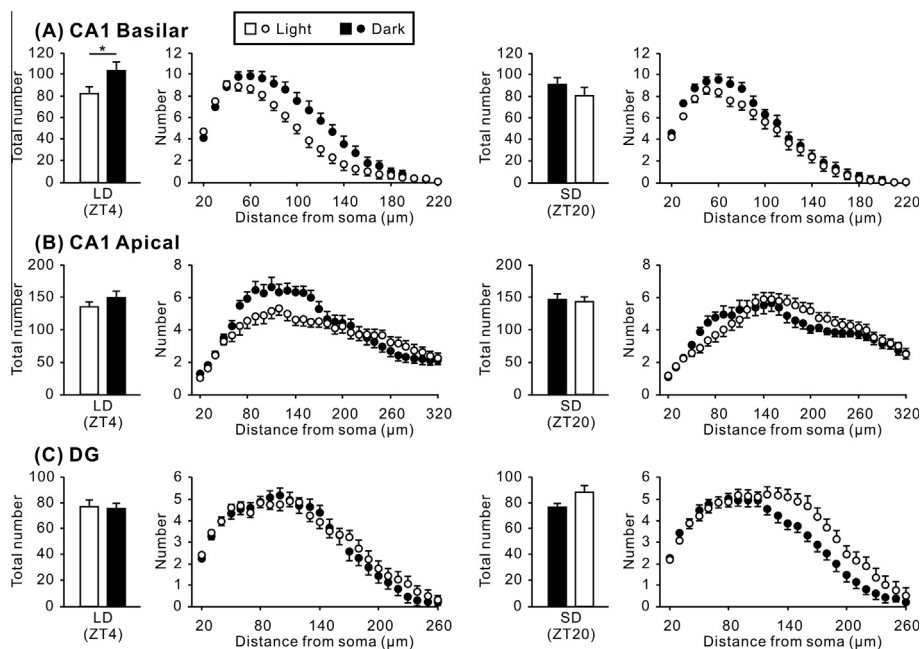 (A) CA1 Basilar
Light Dark
Total number
120
100
80
60
40
20
0
*
LD
(ZT4)
Number
12
10
8
6
4
2
0
20 60 100 140 180 220
Distance from soma (µm)
Total number
120
100
80
60
40
20
0
SD
(ZT20)
Number
12
10
8
6
4
2
0
20 60 100 140 180 220
Distance from soma (µm)
(B) CA1 Apical
Total number
200
150
100
50
0
LD
(ZT4)
Number
8
6
4
2
0
20 80 140 200 260 320
Distance from soma (µm)
Total number
200
150
100
50
0
SD
(ZT20)
Number
8
6
4
2
0
20 80 140 200 260 320
Distance from soma (µm)
(C) DG
Total number
100
80
60
40
20
0
LD
(ZT4)
Number
6
5
4
3
2
1
0
20 80 140 200 260
Distance from soma (µm)
Total number
100
80
60
40
20
0
SD
(ZT20)
Number
6
5
4
3
2
1
0
20 80 140 200 260
Distance from soma (µm)